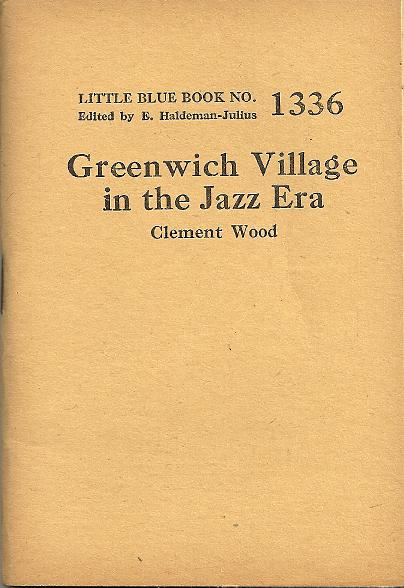 LITTLE BLUE BOOK NO. 1336
Edited by E. Haldeman-Julius
Greenwich Village
in the Jazz Era
Clement Wood